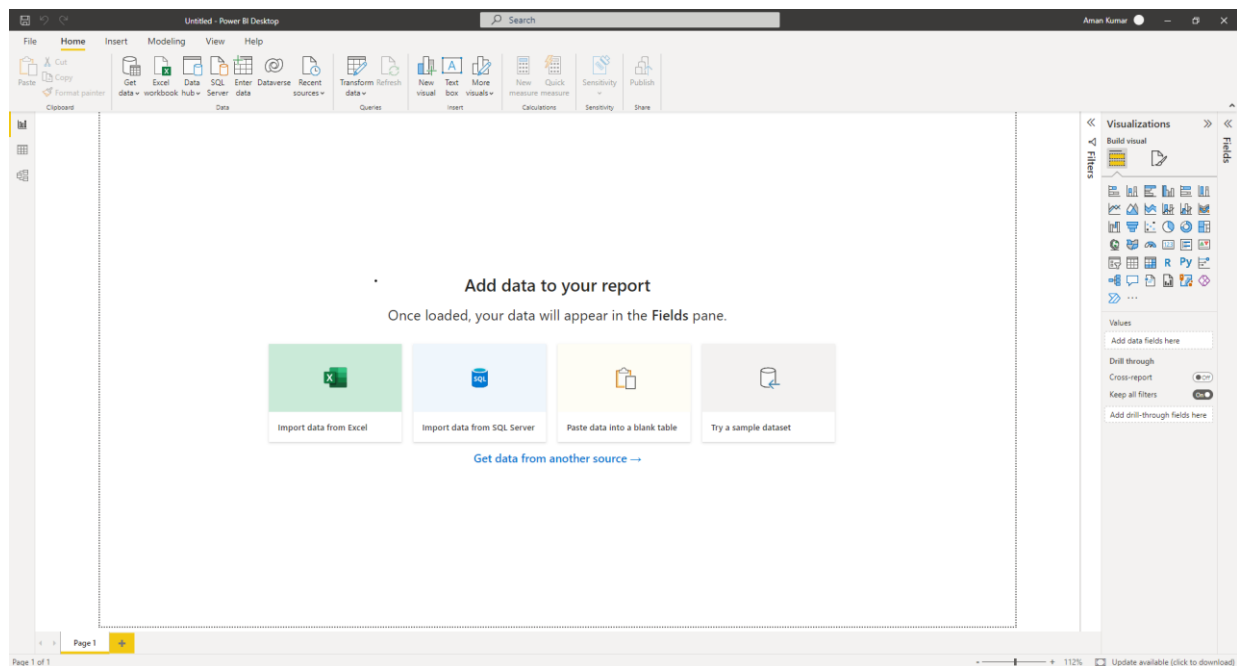 Untitled - Power BI Desktop
Search
Aman Kumar
File Home Insert Modeling View Help
Paste
Cut
Copy
Format painter
Clipboard
Get data
Excel workbook
Data hub
SQL Server
Enter data
Dataverse
Recent sources
Data
Transform data
Refresh
Queries
New visual
Text box
More visuals
Insert
New measure
Quick measure
Calculations
Sensitivity
Sensitivity
Publish
Share
Add data to your report
Once loaded, your data will appear in the Fields pane.
Import data from Excel
SQL
Import data from SQL Server
Paste data into a blank table
Try a sample dataset
Get data from another source →
Filters
Visualizations
Build visual
R Py
Values
Add data fields here
Drill through
Cross-report
Off
Keep all filters
On
Add drill-through fields here
Fields
Page 1
Page 1 of 1
- + 112%
Update available (click to download)